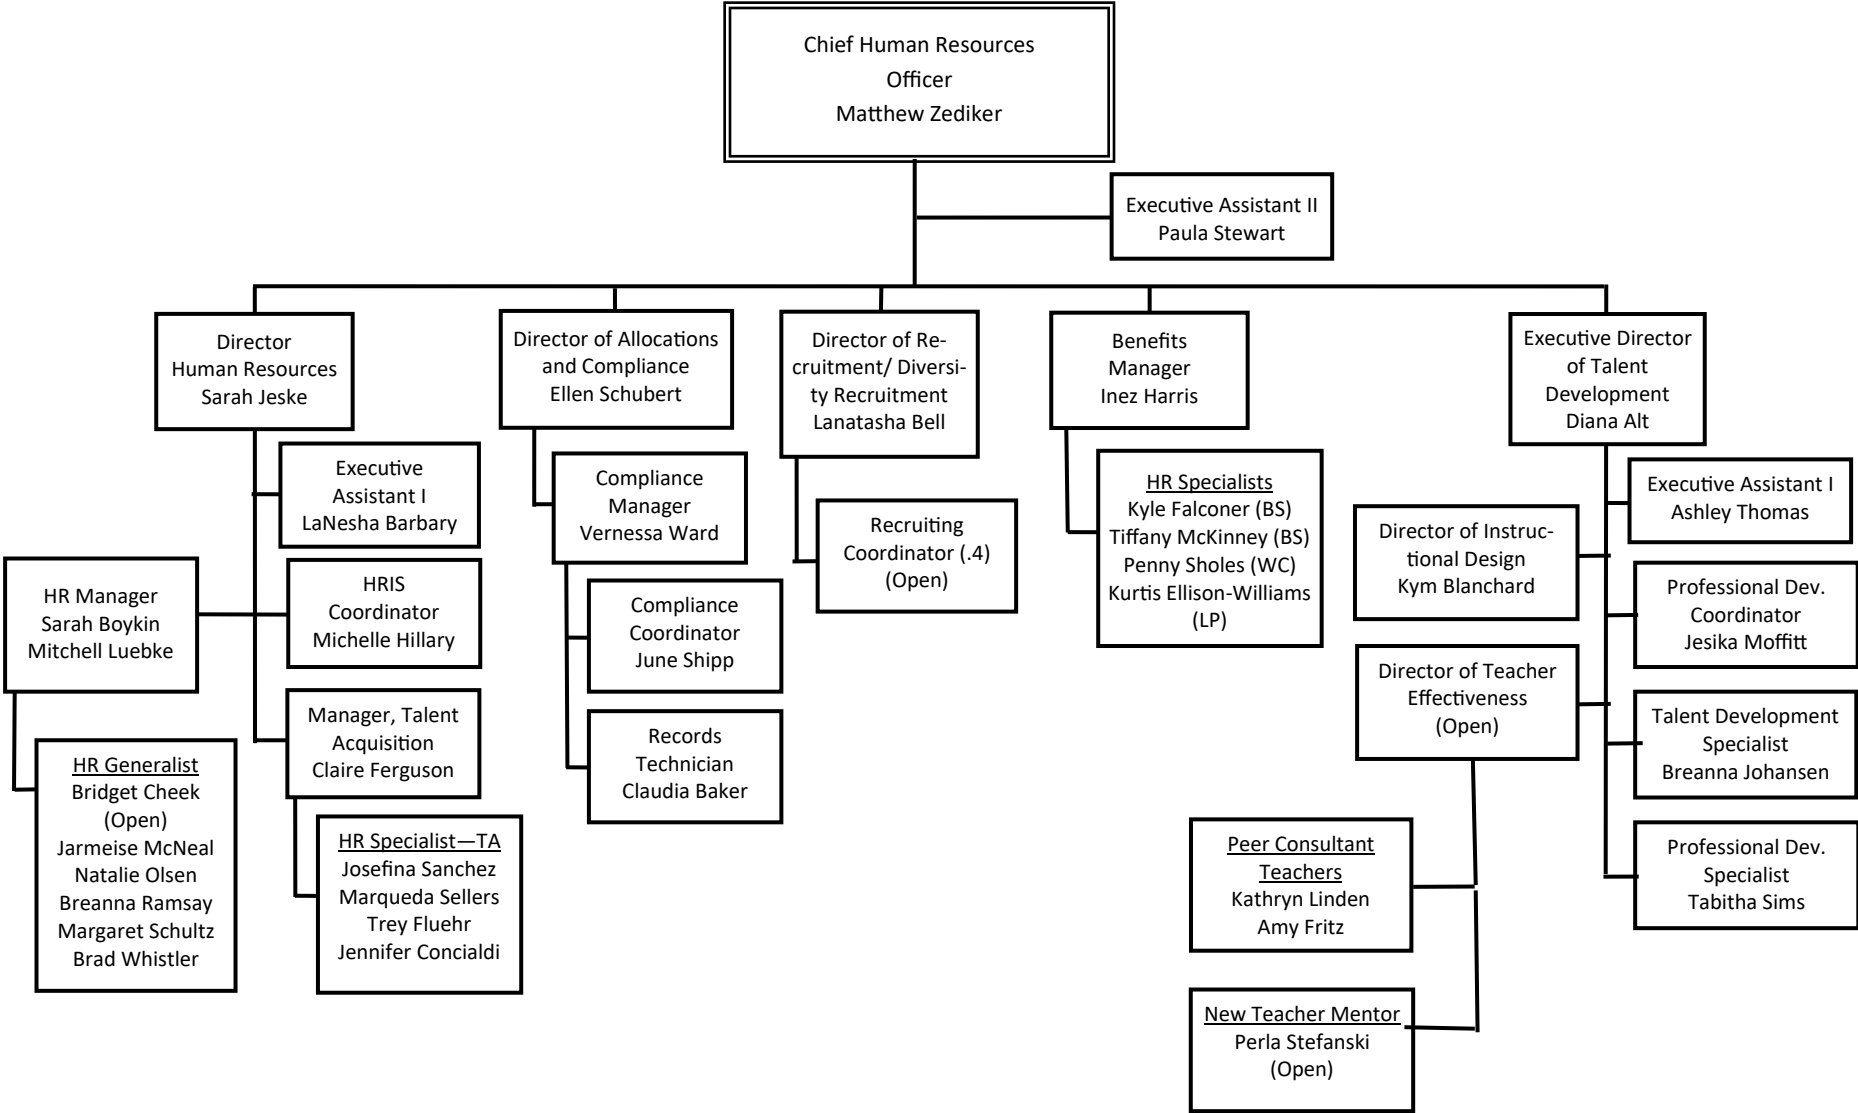 Chief Human Resources
Officer
Matthew Zediker
Executive Assistant II
Paula Stewart
Director
Human Resources
Sarah Jeske
Director of Allocations
and Compliance
Ellen Schubert
Director of Re-
cruitment/ Diversi-
ty Recruitment
Lanatasha Bell
Benefits
Manager
Inez Harris
Executive Director
of Talent
Development
Diana Alt
Executive
Assistant I
LaNesha Barbary
HR Manager
Sarah Boykin
Mitchell Luebke
HRIS
Coordinator
Michelle Hillary
Manager, Talent
Acquisition
Claire Ferguson
HR Generalist
Bridget Cheek
(Open)
Jarmeise McNeal
Natalie Olsen
Breanna Ramsay
Margaret Schultz
Brad Whistler
HR Specialist—TA
Josefina Sanchez
Marqueda Sellers
Trey Fluehr
Jennifer Concialdi
Compliance
Manager
Vernessa Ward
Compliance
Coordinator
June Shipp
Records
Technician
Claudia Baker
Recruiting
Coordinator (.4)
(Open)
HR Specialists
Kyle Falconer (BS)
Tiffany McKinney (BS)
Penny Sholes (WC)
Kurtis Ellison-Williams
(LP)
Executive Assistant I
Ashley Thomas
Director of Instruc-
tional Design
Kym Blanchard
Professional Dev.
Coordinator
Jesika Moffitt
Director of Teacher
Effectiveness
(Open)
Talent Development
Specialist
Breanna Johansen
Professional Dev.
Specialist
Tabitha Sims
Peer Consultant
Teachers
Kathryn Linden
Amy Fritz
New Teacher Mentor
Perla Stefanski
(Open)